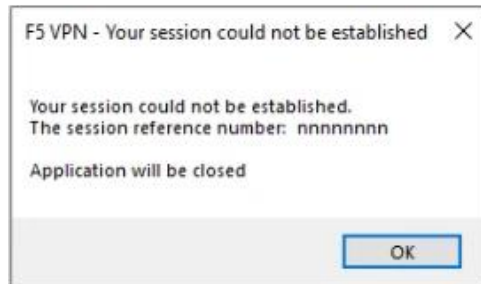 F5 VPN - Your session could not be established
Your session could not be established.
The session reference number: nnnnnnnn
Application will be closed
OK